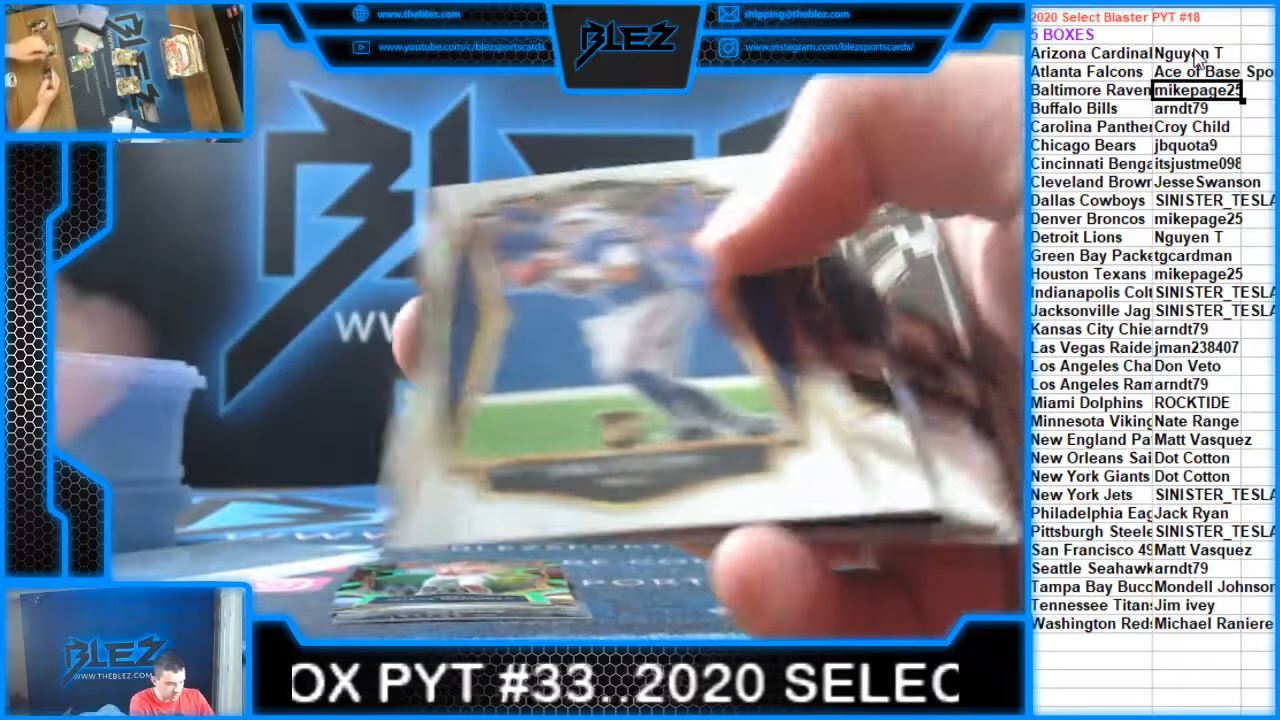 www.theblez.com
shipping@theblez.com
www.youtube.com/c/blezsportscards
www.instagram.com/blezsportscards/
BLEZ
OX PYT #33..2020 SELEC
BLEZ
WWW.THEBLEZ.COM
2020 Select Blaster PYT #18
5 BOXES
Arizona Cardinal Nguyen T
Atlanta Falcons Ace of Base Spo
Baltimore Raven mikepage25
Buffalo Bills arndt79
Carolina Panthe Croy Child
Chicago Bears jbquota9
Cincinnati Benga itsjustme098
Cleveland Brown JesseSwanson
Dallas Cowboys SINISTER_TESLA
Denver Broncos mikepage25
Detroit Lions Nguyen T
Green Bay Packe tgcardman
Houston Texans mikepage25
Indianapolis Colt SINISTER_TESLA
Jacksonville Jag SINISTER_TESLA
Kansas City Chie arndt79
Las Vegas Raide jman238407
Los Angeles Cha Don Veto
Los Angeles Ram arndt79
Miami Dolphins ROCKTIDE
Minnesota Viking Nate Range
New England Pa Matt Vasquez
New Orleans Sai Dot Cotton
New York Giants Dot Cotton
New York Jets SINISTER_TESLA
Philadelphia Eag Jack Ryan
Pittsburgh Steele SINISTER_TESLA
San Francisco 49 Matt Vasquez
Seattle Seahawk arndt79
Tampa Bay Bucc Mondell Johnson
Tennessee Titan Jim ivey
Washington Red Michael Raniere